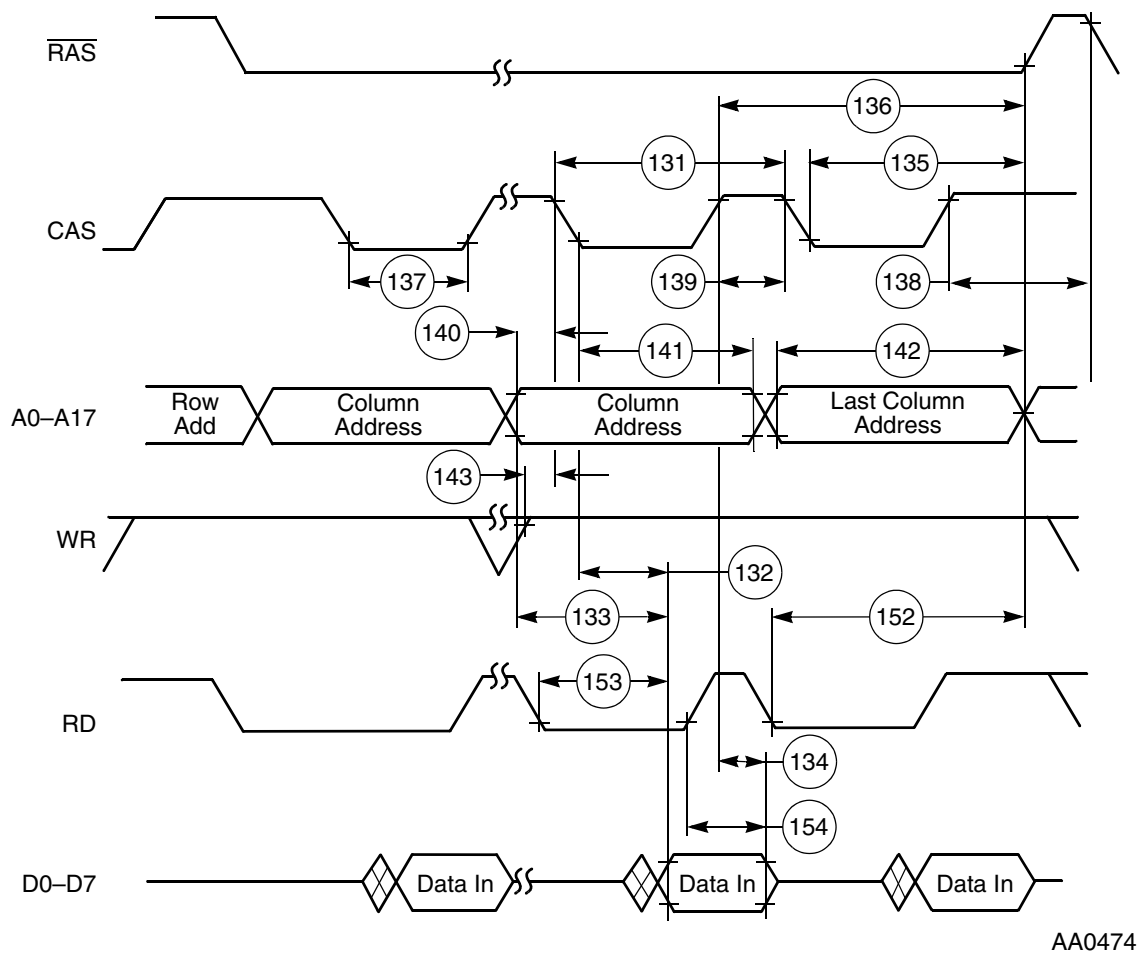 RAS
136
131
135
CAS
137
139
138
140
141
142
A0–A17
Row
Add
Column
Address
Column
Address
Last Column
Address
143
WR
132
133
152
153
RD
134
154
D0–D7
Data In
Data In
Data In
AA0474